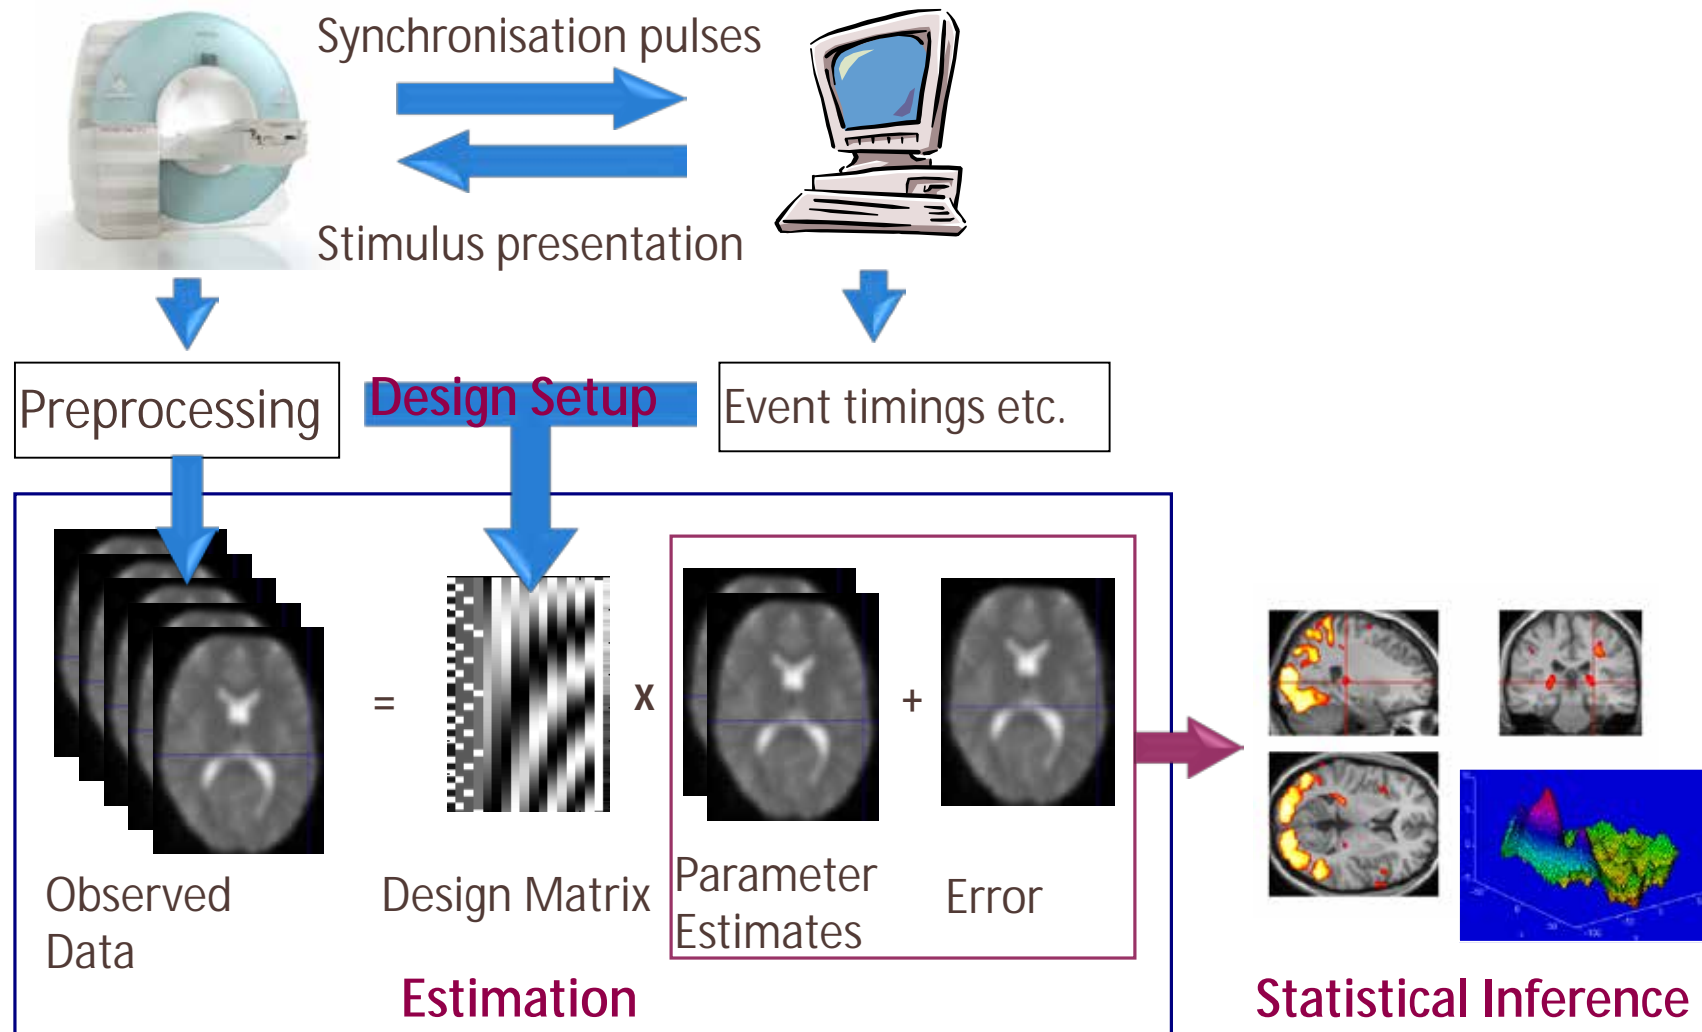 Synchronisation pulses
Stimulus presentation
Preprocessing
Design Setup
Event timings etc.
=
x
+
Observed
Data
Design Matrix
Parameter
Estimates
Error
Estimation
Statistical Inference